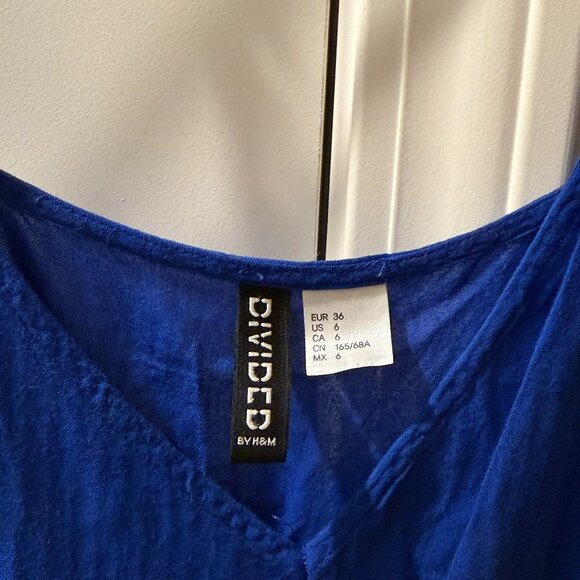 DIVIDED
BY H&M
EUR 36
US 6
CA 6
CN 165/68A
MX 6